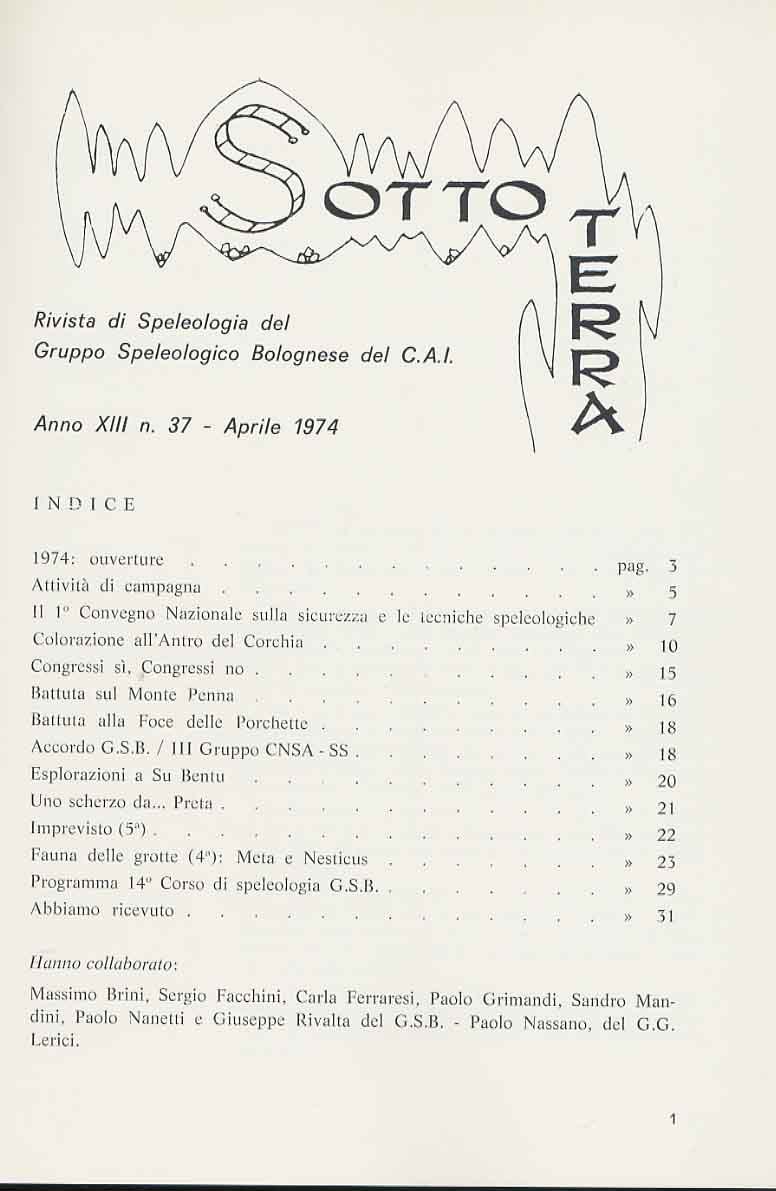 SOTTO
TERRA
Rivista di Speleologia del
Gruppo Speleologico Bolognese del C.A.I.
Anno XIII n. 37 - Aprile 1974
INDICE
1974: ouverture . . . . . . . . . . . . . pag. 3
Attività di campagna . . . . . . . . . . . . » 5
Il 1° Convegno Nazionale sulla sicurezza e le tecniche speleologiche » 7
Colorazione all'Antro del Corchia . . . . . . . . . » 10
Congressi sì, Congressi no . . . . . . . . . . . » 15
Battuta sul Monte Penna . . . . . . . . . . . » 16
Battuta alla Foce delle Porchette . . . . . . . . . » 18
Accordo G.S.B. / III Gruppo CNSA - SS . . . . . . . . » 18
Esplorazioni a Su Bentu . . . . . . . . . . . » 20
Uno scherzo da... Preta . . . . . . . . . . . . » 21
Imprevisto (5ª) . . . . . . . . . . . . . . » 22
Fauna delle grotte (4ª): Meta e Nesticus . . . . . . . » 23
Programma 14° Corso di speleologia G.S.B. . . . . . . . » 29
Abbiamo ricevuto . . . . . . . . . . . . . » 31
Hanno collaborato:
Massimo Brini, Sergio Facchini, Carla Ferraresi, Paolo Grimandi, Sandro Man-
dini, Paolo Nanetti e Giuseppe Rivalta del G.S.B. - Paolo Nassano, del G.G.
Lerici.
1